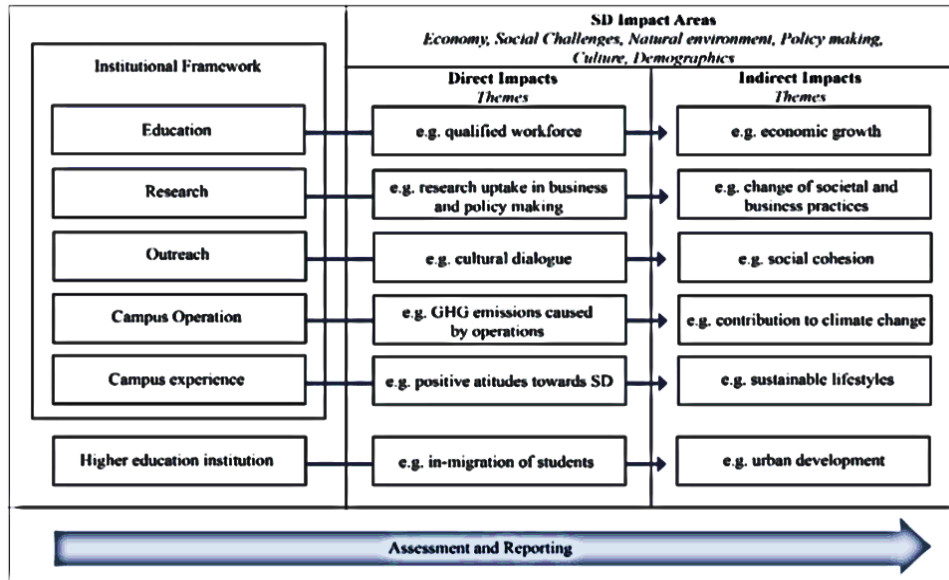 SD Impact Areas
Economy, Social Challenges, Natural environment, Policy making,
Culture, Demographics
Institutional Framework
Direct Impacts
Themes
Indirect Impacts
Themes
Education
e.g. qualified workforce
e.g. economic growth
Research
e.g. research uptake in business
and policy making
e.g. change of societal and
business practices
Outreach
e.g. cultural dialogue
e.g. social cohesion
Campus Operation
e.g. GHG emissions caused
by operations
e.g. contribution to climate change
Campus experience
e.g. positive atitudes towards SD
e.g. sustainable lifestyles
Higher education institution
e.g. in-migration of students
e.g. urban development
Assessment and Reporting